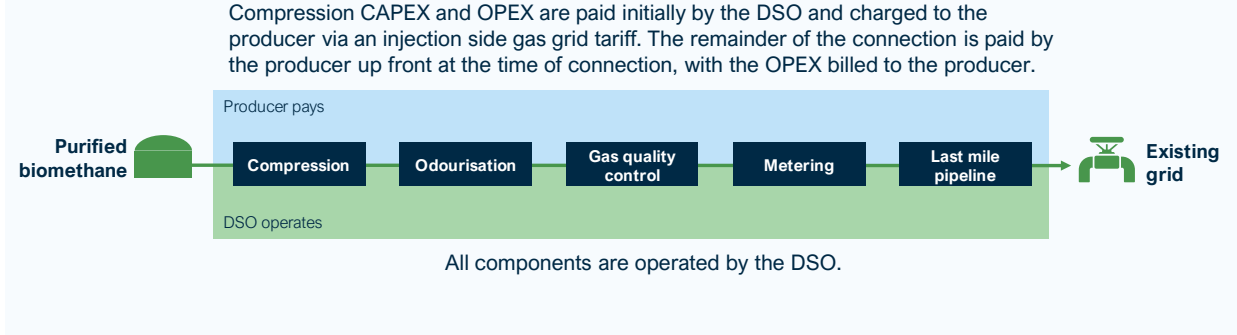 Compression CAPEX and OPEX are paid initially by the DSO and charged to the
producer via an injection side gas grid tariff. The remainder of the connection is paid by
the producer up front at the time of connection, with the OPEX billed to the producer.
Producer pays
Purified
biomethane
Compression
Odourisation
Gas quality
control
Metering
Last mile
pipeline
Existing
grid
DSO operates
All components are operated by the DSO.